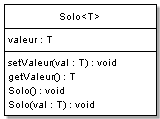 Solo<T>
valeur : T
setValeur(val : T) : void
getValeur() : T
Solo() : void
Solo(val : T) : void